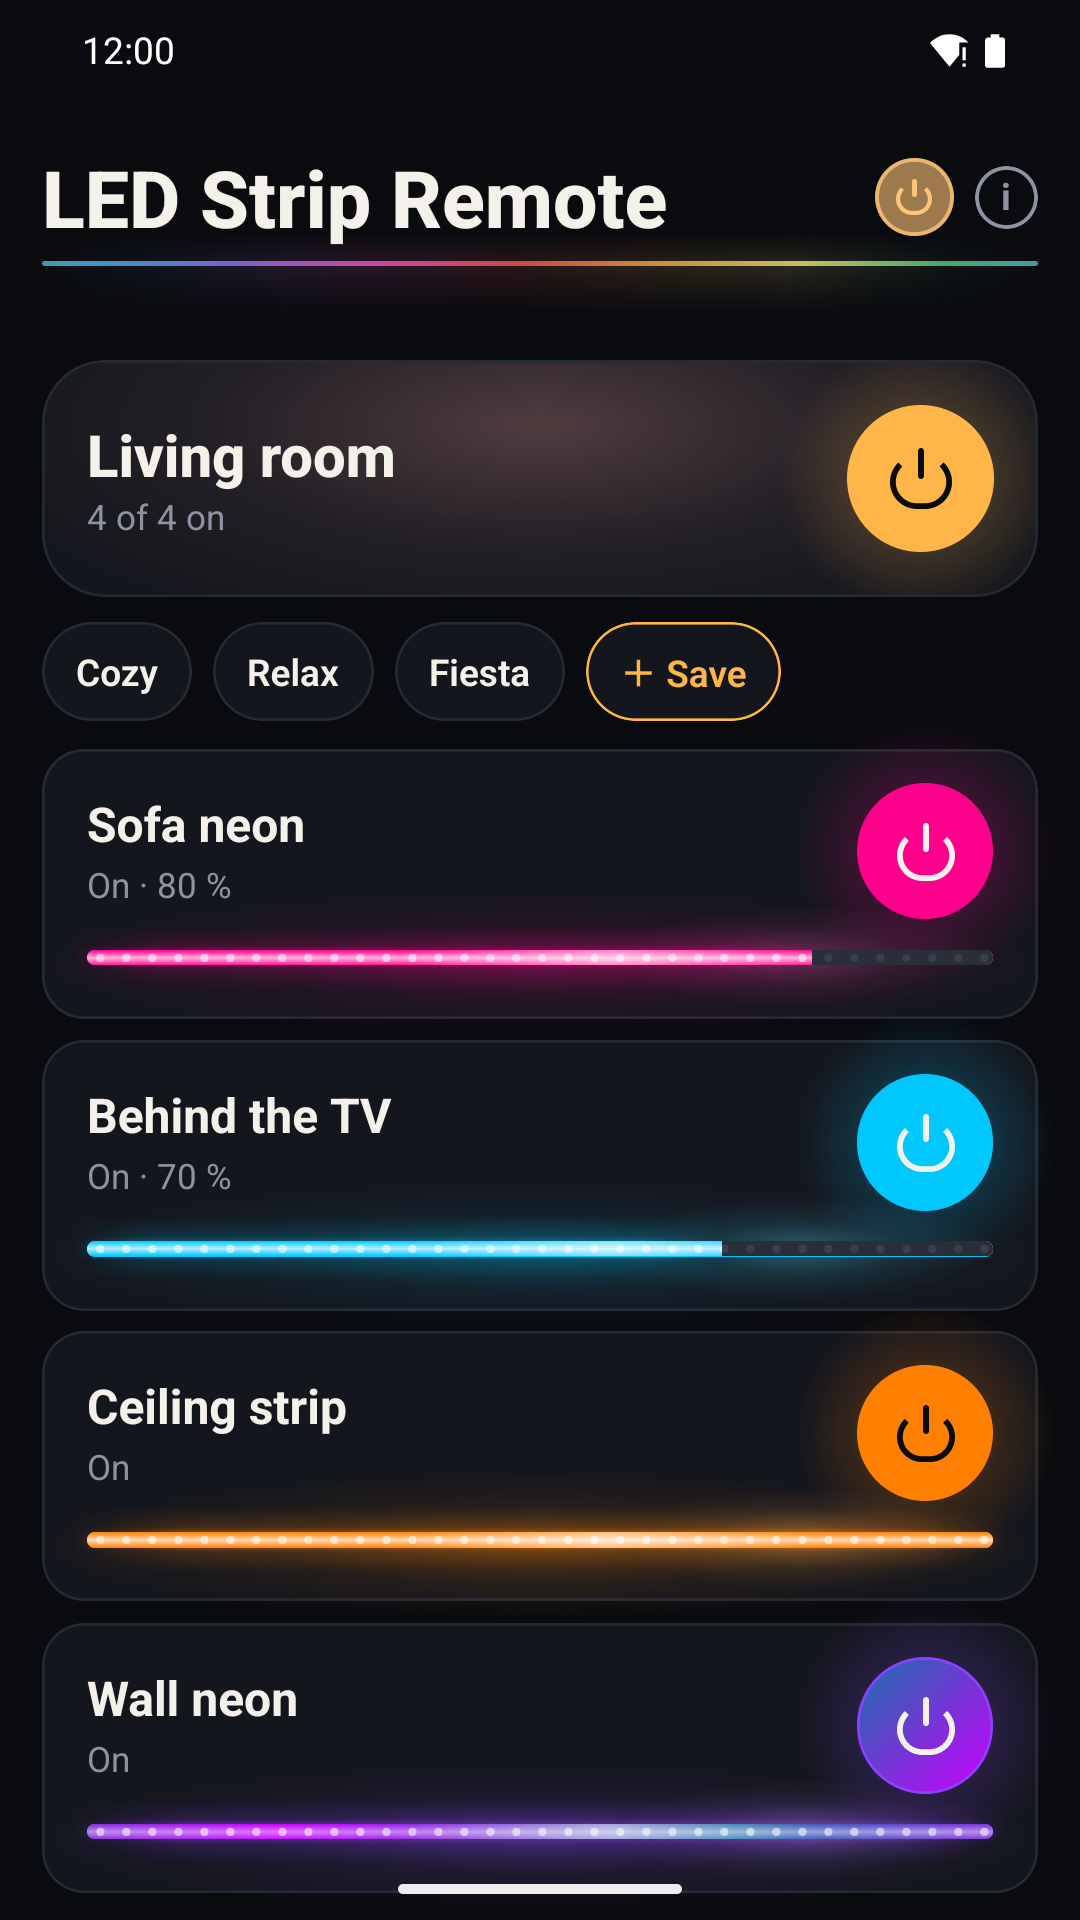 12:00
LED Strip Remote
i
Living room
4 of 4 on
Cozy
Relax
Fiesta
+ Save
Sofa neon
On · 80 %
Behind the TV
On · 70 %
Ceiling strip
On
Wall neon
On